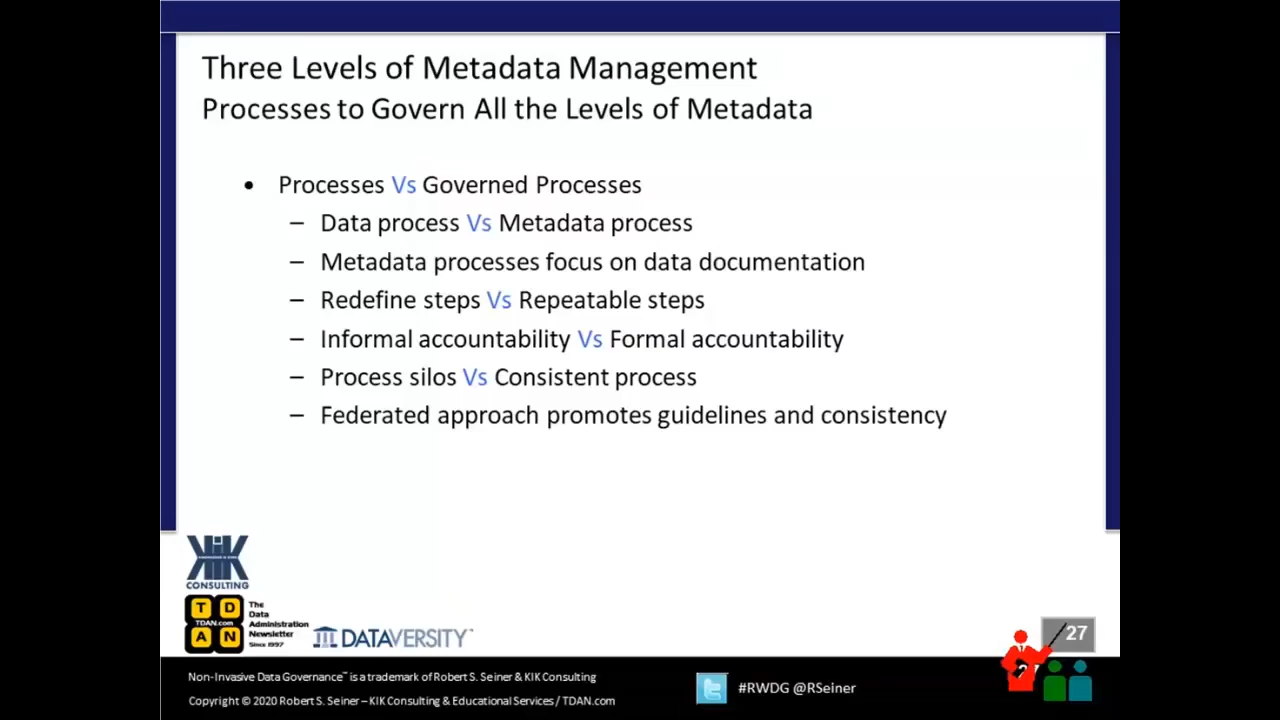 Three Levels of Metadata Management
Processes to Govern All the Levels of Metadata
• Processes Vs Governed Processes
– Data process Vs Metadata process
– Metadata processes focus on data documentation
– Redefine steps Vs Repeatable steps
– Informal accountability Vs Formal accountability
– Process silos Vs Consistent process
– Federated approach promotes guidelines and consistency
KIK
CONSULTING
T D
TDAN.com
A N
The
Data
Administration
Newsletter
Since 1997
DATAVERSITY™
27
Non-Invasive Data Governance™ is a trademark of Robert S. Seiner & KIK Consulting
Copyright © 2020 Robert S. Seiner – KIK Consulting & Educational Services / TDAN.com
#RWDG @RSeiner